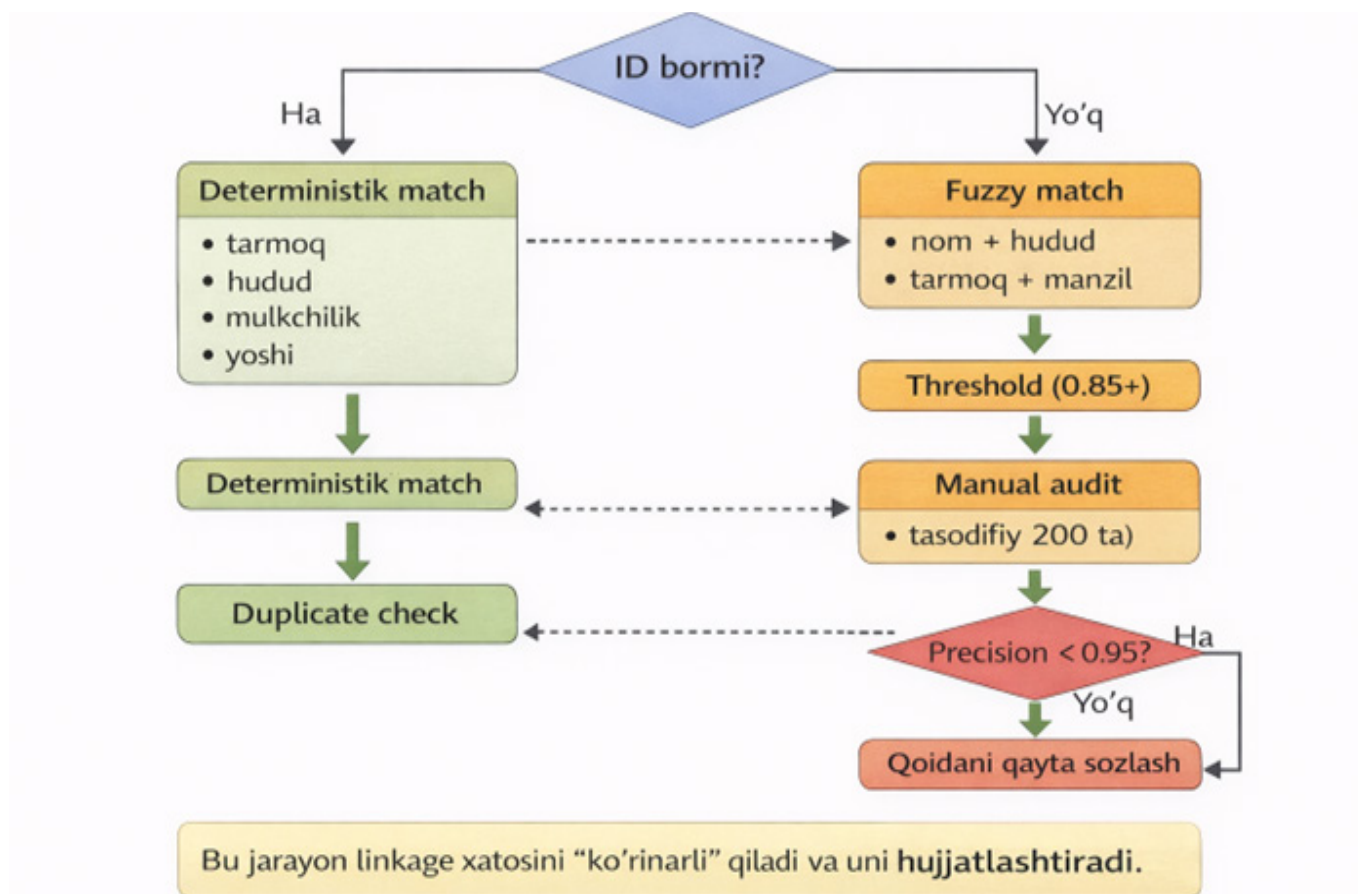 ID bormi?
Ha
Yo'q
Deterministik match
• tarmoq
• hudud
• mulkchilik
• yoshi
Deterministik match
Duplicate check
Fuzzy match
• nom + hudud
• tarmoq + manzil
Threshold (0.85+)
Manual audit
• tasodifiy 200 ta)
Precision < 0.95?
Ha
Yo'q
Qoidani qayta sozlash
Bu jarayon linkage xatosini “ko'rinarli” qiladi va uni hujjatlashtiradi.